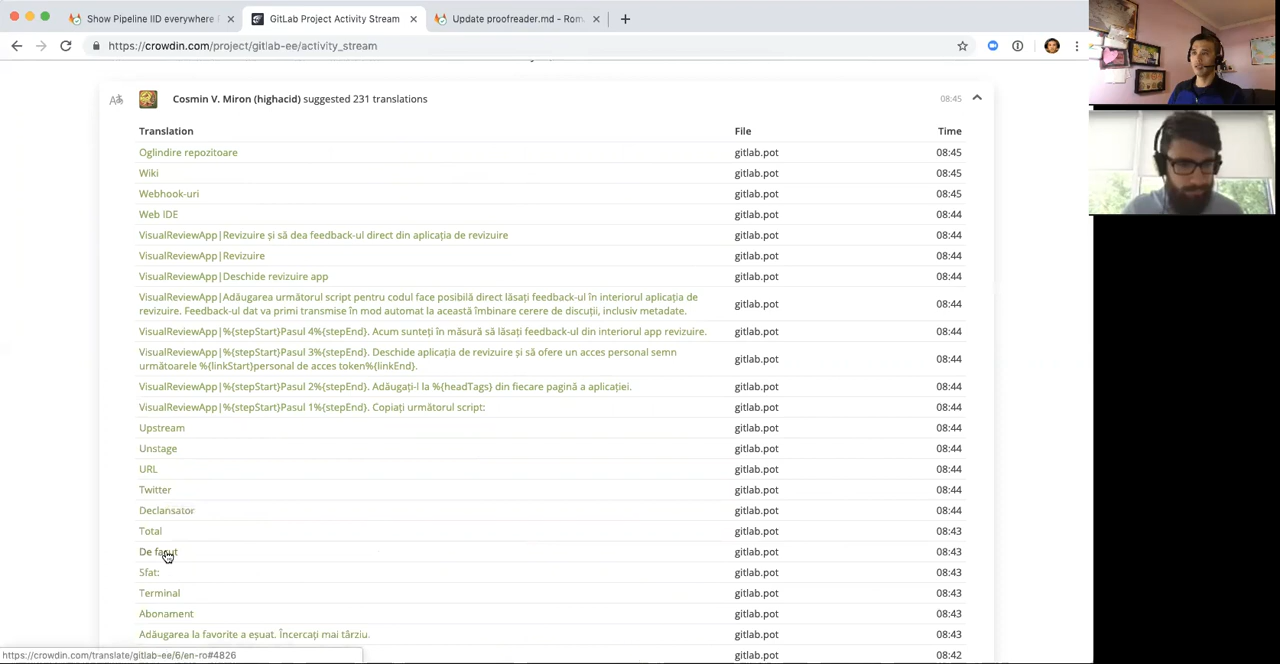 Show Pipeline IID everywhere
GitLab Project Activity Stream
Update proofreader.md - Rom
https://crowdin.com/project/gitlab-ee/activity_stream
Cosmin V. Miron (highacid) suggested 231 translations 08:45
Translation File Time
Oglindire repozitoare gitlab.pot 08:45
Wiki gitlab.pot 08:45
Webhook-uri gitlab.pot 08:45
Web IDE gitlab.pot 08:44
VisualReviewApp|Revizuire și să dea feedback-ul direct din aplicația de revizuire gitlab.pot 08:44
VisualReviewApp|Revizuire gitlab.pot 08:44
VisualReviewApp|Deschide revizuire app gitlab.pot 08:44
VisualReviewApp|Adăugarea următorul script pentru codul face posibilă direct lăsați feedback-ul în interiorul aplicația de
revizuire. Feedback-ul dat va primi transmise în mod automat la această îmbinare cerere de discuții, inclusiv metadate. gitlab.pot 08:44
VisualReviewApp|%{stepStart}Pasul 4%{stepEnd}. Acum sunteți în măsură să lăsați feedback-ul din interiorul app revizuire. gitlab.pot 08:44
VisualReviewApp|%{stepStart}Pasul 3%{stepEnd}. Deschide aplicația de revizuire și să ofere un acces personal semn
următoarele %{linkStart}personal de acces token%{linkEnd}. gitlab.pot 08:44
VisualReviewApp|%{stepStart}Pasul 2%{stepEnd}. Adăugați-l la %{headTags} din fiecare pagină a aplicației. gitlab.pot 08:44
VisualReviewApp|%{stepStart}Pasul 1%{stepEnd}. Copiați următorul script: gitlab.pot 08:44
Upstream gitlab.pot 08:44
Unstage gitlab.pot 08:44
URL gitlab.pot 08:44
Twitter gitlab.pot 08:44
Declansator gitlab.pot 08:44
Total gitlab.pot 08:43
De facut gitlab.pot 08:43
Sfat: gitlab.pot 08:43
Terminal gitlab.pot 08:43
Abonament gitlab.pot 08:43
Adăugarea la favorite a eșuat. Încercați mai târziu. gitlab.pot 08:43
gitlab.pot 08:42
https://crowdin.com/translate/gitlab-ee/6/en-ro#4826